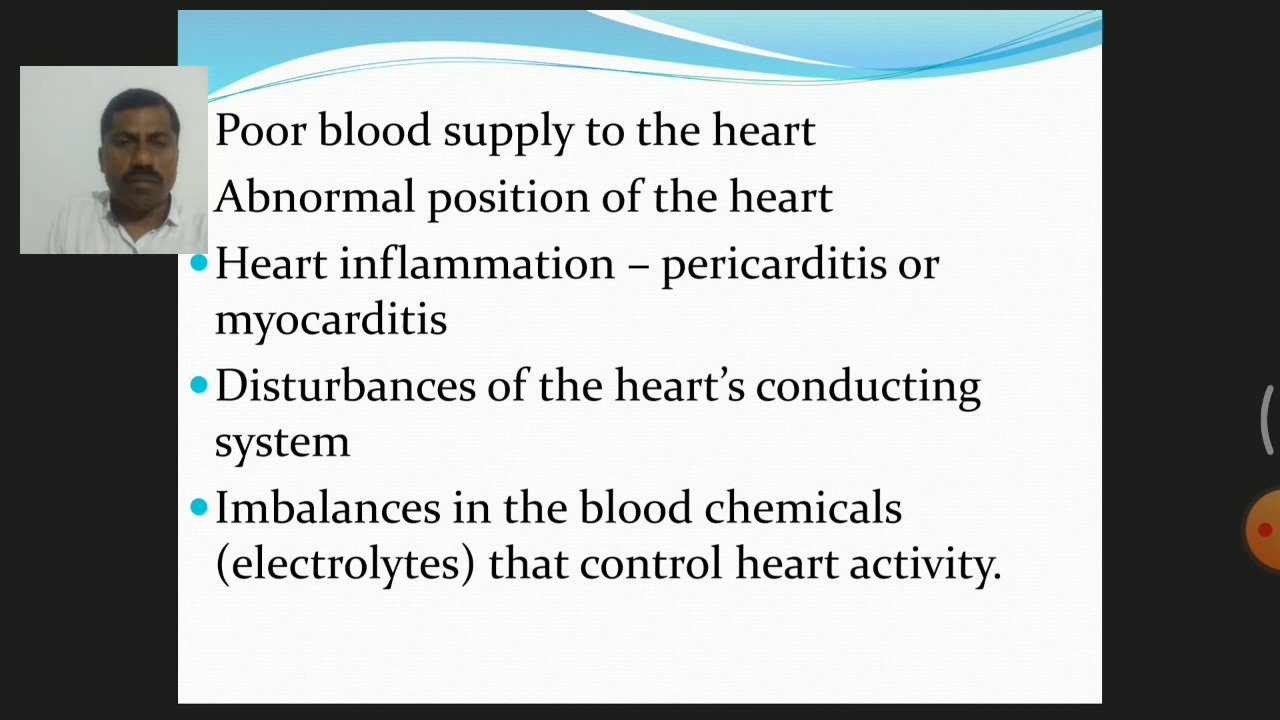 Poor blood supply to the heart
Abnormal position of the heart
Heart inflammation – pericarditis or
myocarditis
Disturbances of the heart’s conducting
system
Imbalances in the blood chemicals
(electrolytes) that control heart activity.